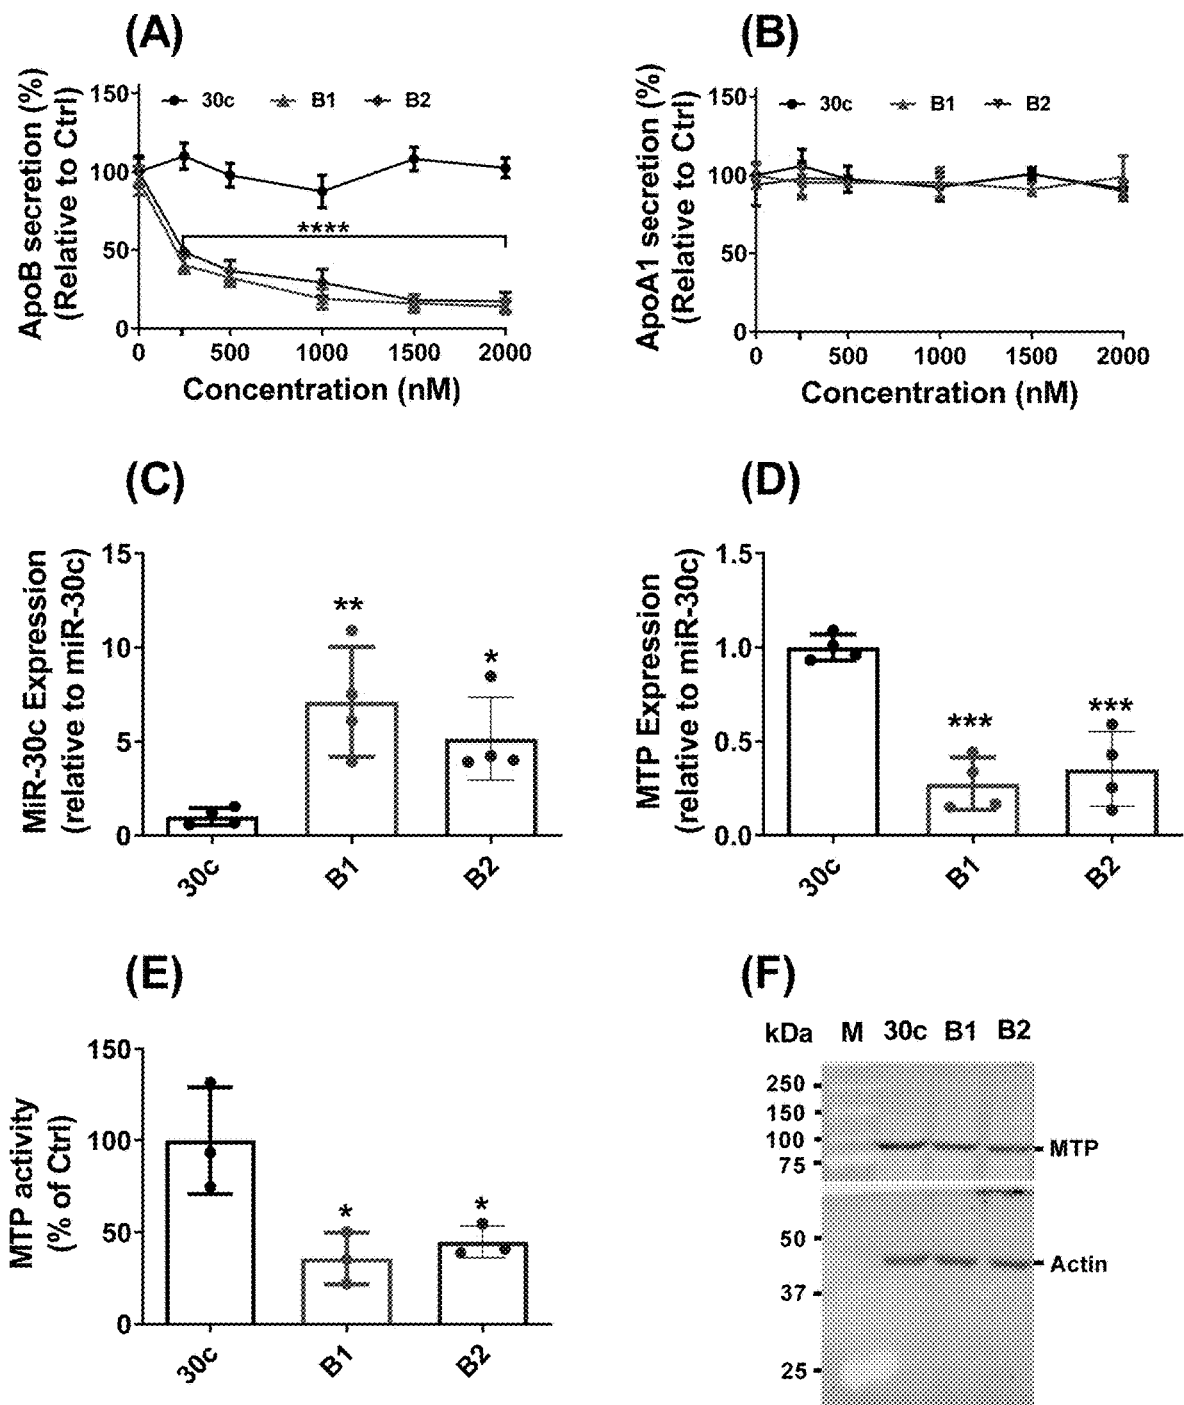 (A)
ApoB secretion (%)
(Relative to Ctrl)
150
100
50
0
30c B1 B2
****
0 500 1000 1500 2000
Concentration (nM)
(B)
ApoA1 secretion (%)
(Relative to Ctrl)
150
100
50
0
30c B1 B2
0 500 1000 1500 2000
Concentration (nM)
(C)
MiR-30c Expression
(relative to miR-30c)
15
10
5
0
**
*
30c B1 B2
(D)
MTP Expression
(relative to miR-30c)
1.5
1.0
0.5
0.0
***
***
30c B1 B2
(E)
MTP activity
(% of Ctrl)
150
100
50
0
*
*
30c B1 B2
(F)
kDa M 30c B1 B2
250
150
100
75
50
37
25
MTP
Actin